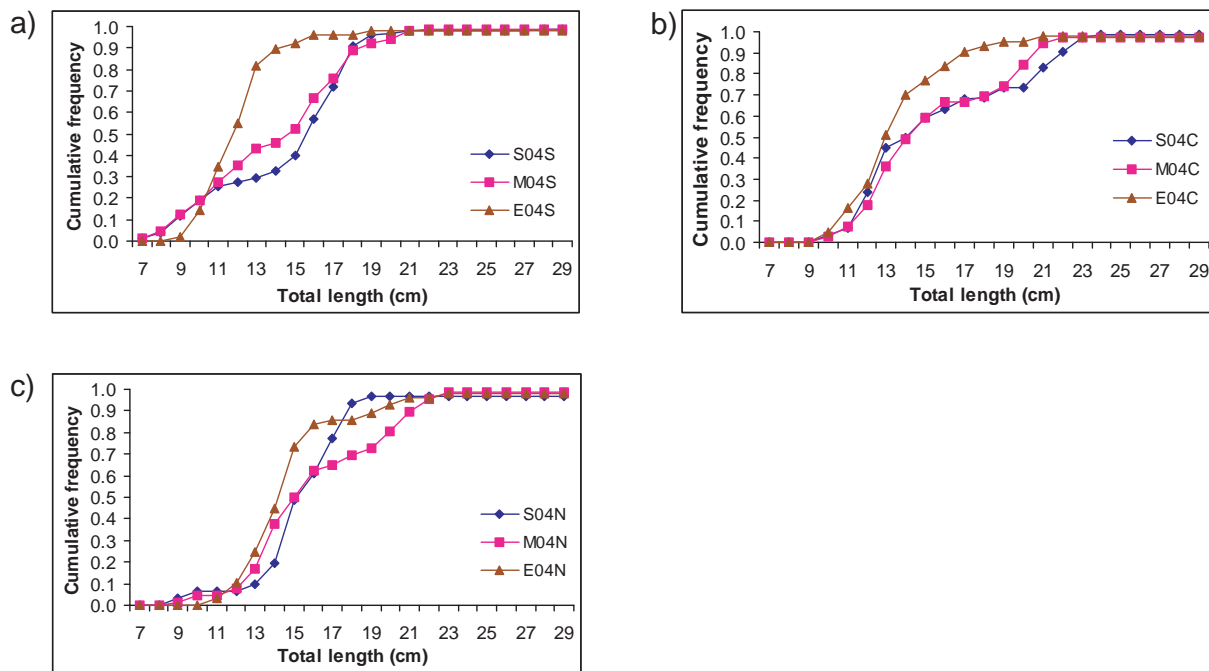 a)
Cumulative frequency
1.0
0.9
0.8
0.7
0.6
0.5
0.4
0.3
0.2
0.1
0.0
S04S
M04S
E04S
7 9 11 13 15 17 19 21 23 25 27 29
Total length (cm)
b)
Cumulative frequency
1.0
0.9
0.8
0.7
0.6
0.5
0.4
0.3
0.2
0.1
0.0
S04C
M04C
E04C
7 9 11 13 15 17 19 21 23 25 27 29
Total length (cm)
c)
Cumulative frequency
1.0
0.9
0.8
0.7
0.6
0.5
0.4
0.3
0.2
0.1
0.0
S04N
M04N
E04N
7 9 11 13 15 17 19 21 23 25 27 29
Total length (cm)